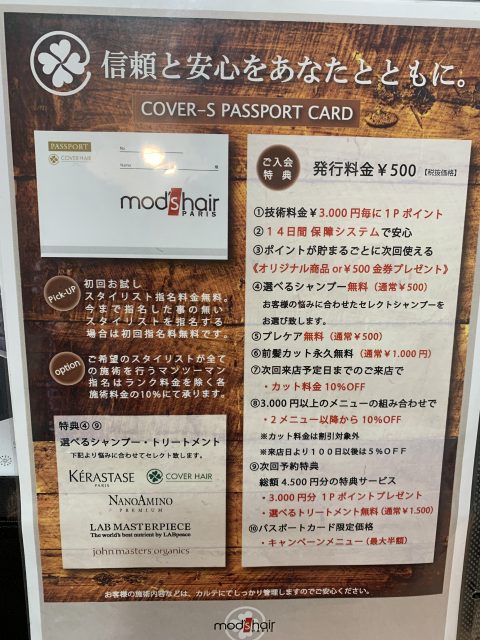 信頼と安心をあなたとともに。
COVER-S PASSPORT CARD
PASSPORT
COVER HAIR
No
Name
mod's hair
PARIS
Pick-UP
初回お試し
スタイリスト指名料金無料。
今まで指名した事の無い
スタイリストを指名する
場合は初回指名料無料です。
option
ご希望のスタイリストが全て
の施術を行うマンツーマン
指名はランク料金を除く各
施術料金の10%にて承ります。
特典④⑨
選べるシャンプー・トリートメント
下記より悩みに合わせてセレクト致します。
KÉRASTASE
PARIS
COVER HAIR
NANOAMINO
PREMIUM
LAB MASTERPIECE
The world's best nutrient by LABpeace
john masters organics
ご入会
特典
発行料金¥500【税抜価格】
①技術料金¥3.000円毎に1Pポイント
②14日間 保障システムで安心
③ポイントが貯まるごとに次回使える
《オリジナル商品 or¥500金券プレゼント》
④選べるシャンプー無料（通常¥500）
お客様の悩みに合わせたセレクトシャンプーを
お選び致します。
⑤プレケア無料（通常¥500）
⑥前髪カット永久無料（通常¥1.000円）
⑦次回来店予定日までのご来店で
・カット料金10%OFF
⑧3.000円以上のメニューの組み合わせで
・2メニュー以降から10%OFF
※カット料金は割引対象外
※来店日より100日以後は5%OFF
⑨次回予約特典
総額4.500円分の特典サービス
・3.000円分 1Pポイントプレゼント
・選べるトリートメント無料（通常¥1.500）
⑩パスポートカード限定価格
・キャンペーンメニュー（最大半額）
お客様の施術内容などは、カルテにてしっかり管理しますのでご安心ください。
mod's hair